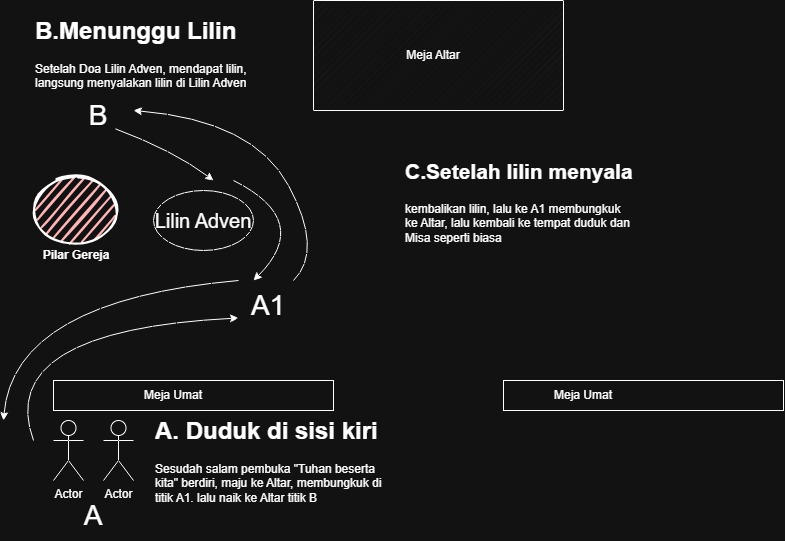 B.Menunggu Lilin
Setelah Doa Lilin Adven, mendapat lilin,
langsung menyalakan lilin di Lilin Adven
B
Meja Altar
C.Setelah lilin menyala
kembalikan lilin, lalu ke A1 membungkuk
ke Altar, lalu kembali ke tempat duduk dan
Misa seperti biasa
Lilin Adven
Pilar Gereja
A1
Meja Umat
Meja Umat
A. Duduk di sisi kiri
Sesudah salam pembuka "Tuhan beserta
kita" berdiri, maju ke Altar, membungkuk di
titik A1. lalu naik ke Altar titik B
Actor
Actor
A